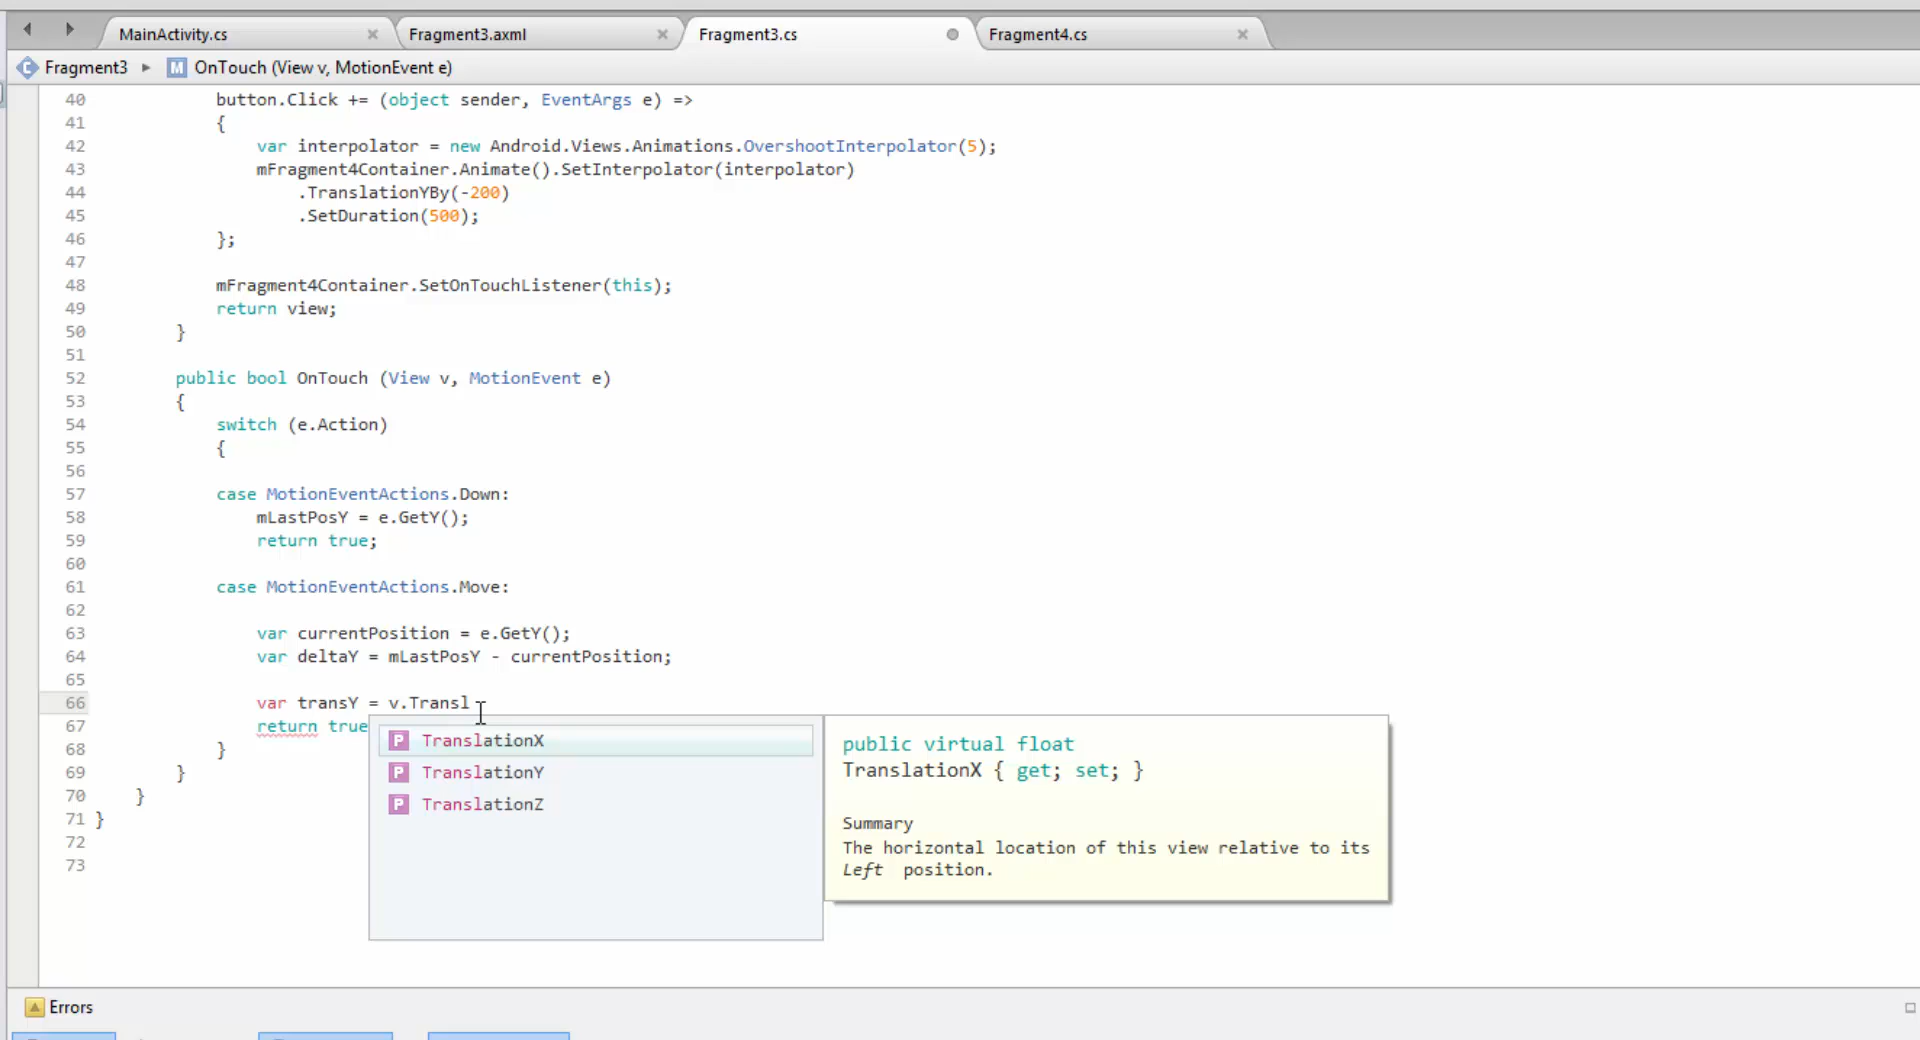 MainActivity.cs
Fragment3.axml
Fragment3.cs
Fragment4.cs
Fragment3 ▸ M OnTouch (View v, MotionEvent e)
40 button.Click += (object sender, EventArgs e) =>
41 {
42 var interpolator = new Android.Views.Animations.OvershootInterpolator(5);
43 mFragment4Container.Animate().SetInterpolator(interpolator)
44 .TranslationYBy(-200)
45 .SetDuration(500);
46 };
47
48 mFragment4Container.SetOnTouchListener(this);
49 return view;
50 }
51
52 public bool OnTouch (View v, MotionEvent e)
53 {
54 switch (e.Action)
55 {
56
57 case MotionEventActions.Down:
58 mLastPosY = e.GetY();
59 return true;
60
61 case MotionEventActions.Move:
62
63 var currentPosition = e.GetY();
64 var deltaY = mLastPosY - currentPosition;
65
66 var transY = v.Transl
67 return true
68 }
69 }
70 }
71 }
72
73
P TranslationX
P TranslationY
P TranslationZ
public virtual float
TranslationX { get; set; }
Summary
The horizontal location of this view relative to its
Left position.
Errors